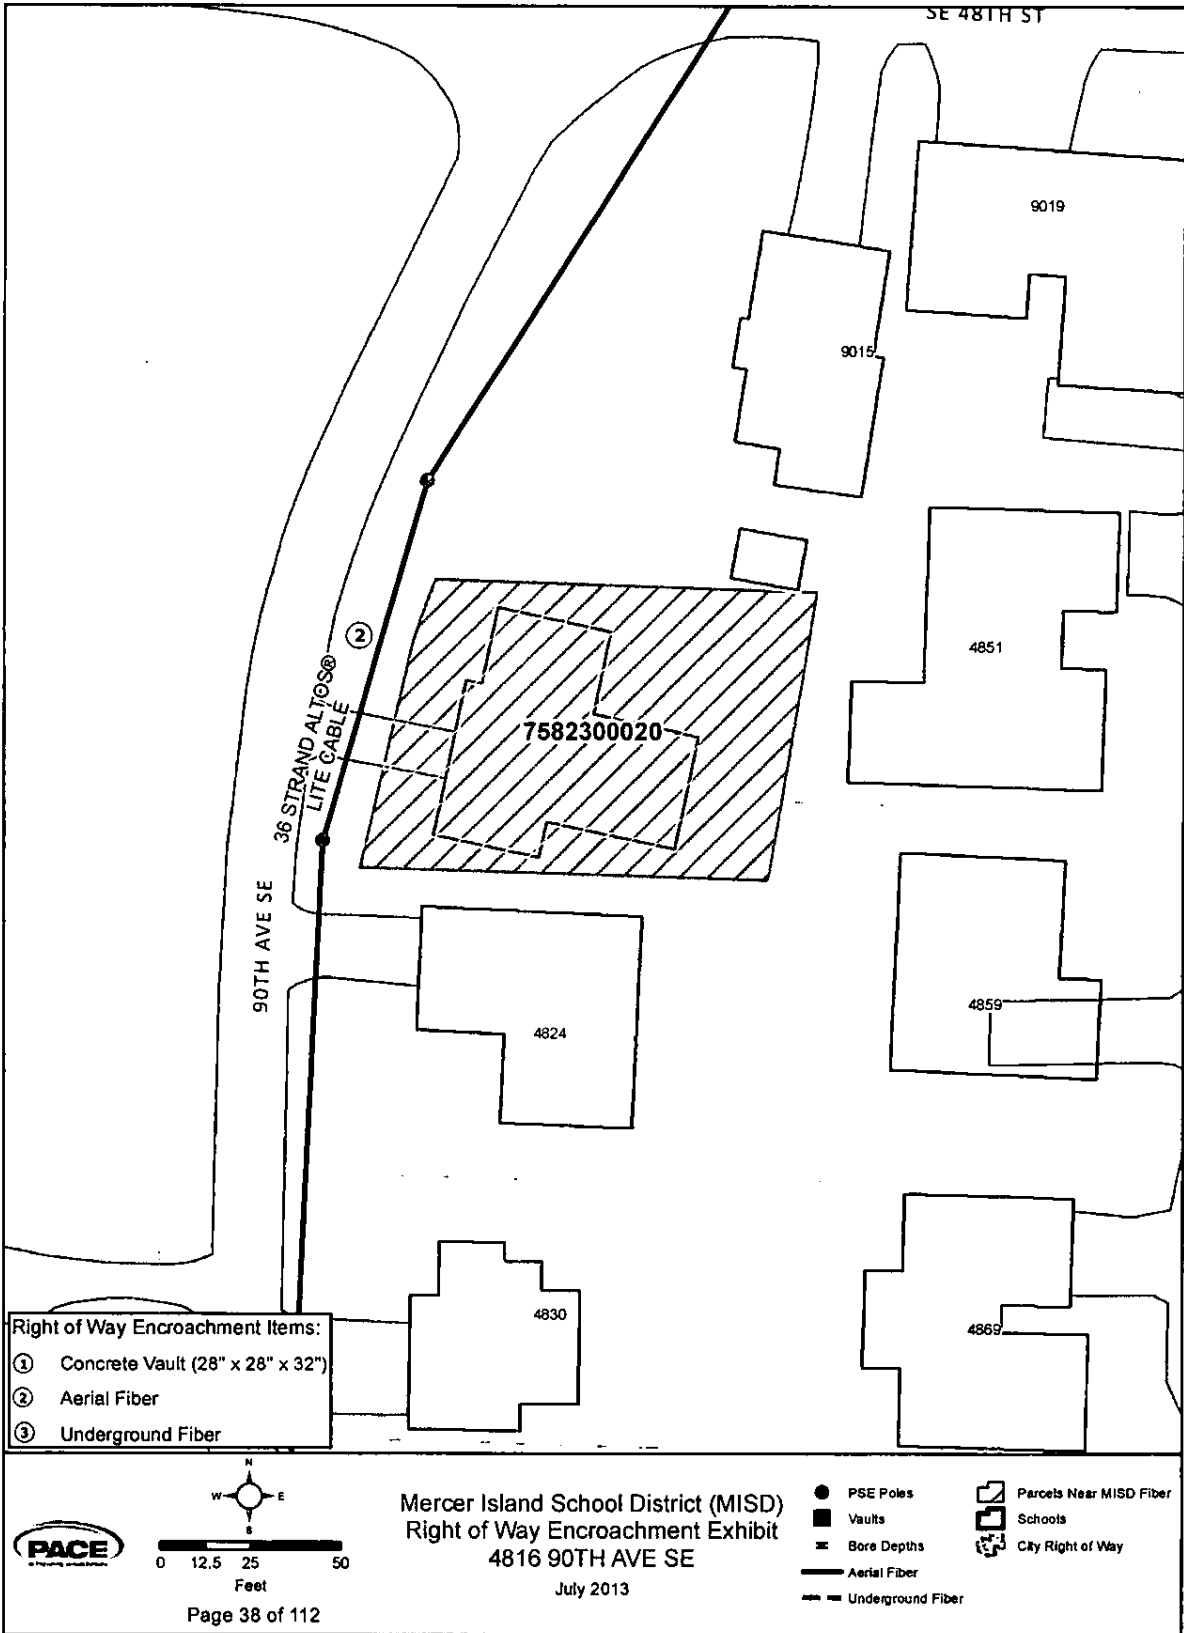 SE 48TH ST
9019
9015
4851
②
36 STRAND ALTOS®
LITE CABLE
7582300020
90TH AVE SE
4824
4859
4830
4869
Right of Way Encroachment Items:
① Concrete Vault (28" x 28" x 32")
② Aerial Fiber
③ Underground Fiber
N
W E
S
PACE
0 12.5 25 50
Feet
Page 38 of 112
Mercer Island School District (MISD)
Right of Way Encroachment Exhibit
4816 90TH AVE SE
July 2013
PSE Poles
Vaults
Bore Depths
Aerial Fiber
Underground Fiber
Parcels Near MISD Fiber
Schools
City Right of Way